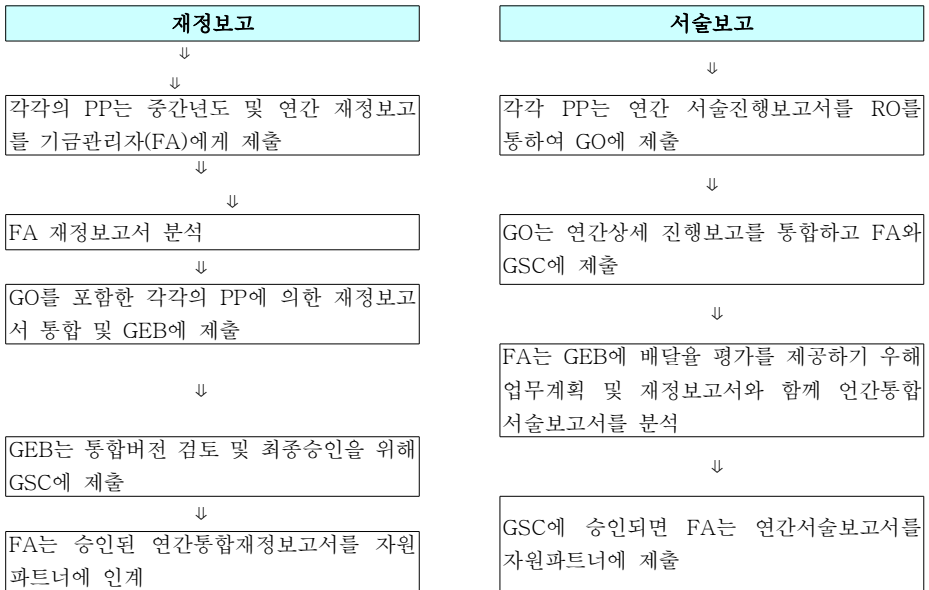 재정보고
⇓
⇓
각각의 PP는 중간년도 및 연간 재정보고
를 기금관리자(FA)에게 제출
⇓
⇓
FA 재정보고서 분석
⇓
GO를 포함한 각각의 PP에 의한 재정보고
서 통합 및 GEB에 제출
⇓
GEB는 통합버전 검토 및 최종승인을 위해
GSC에 제출
⇓
FA는 승인된 연간통합재정보고서를 자원
파트너에 인계
서술보고
⇓
각각 PP는 연간 서술진행보고서를 RO를
통하여 GO에 제출
⇓
GO는 연간상세 진행보고를 통합하고 FA와
GSC에 제출
⇓
FA는 GEB에 배달율 평가를 제공하기 우해
업무계획 및 재정보고서와 함께 언간통합
서술보고서를 분석
⇓
GSC에 승인되면 FA는 연간서술보고서를
자원파트너에 제출